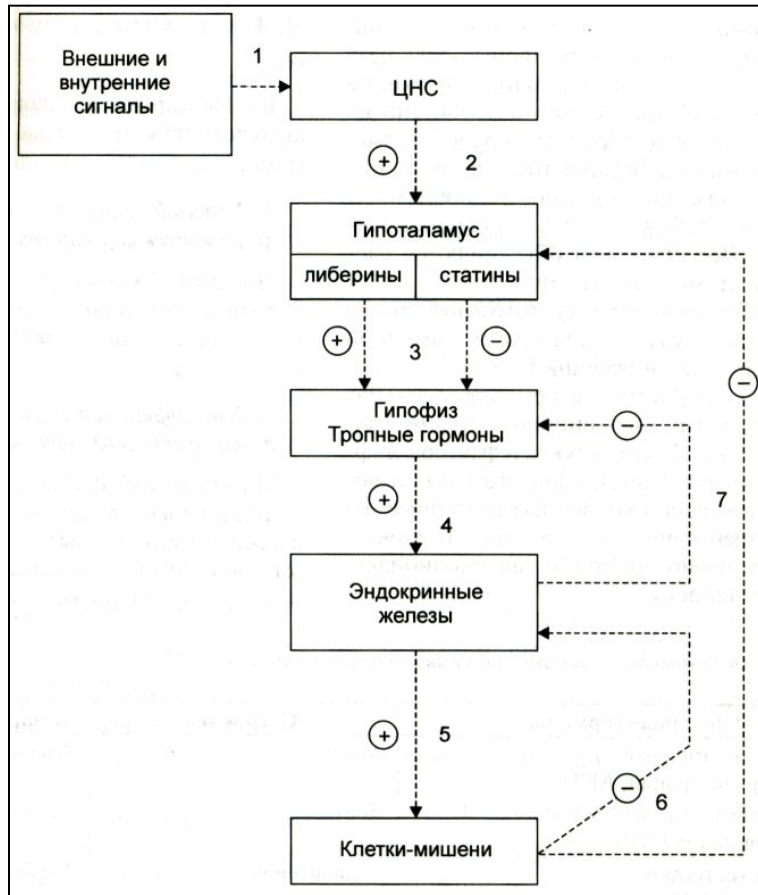 Внешние и
внутренние
сигналы
1
ЦНС
+
2
Гипоталамус
либерины
статины
+
3
−
−
Гипофиз
Тропные гормоны
−
+
4
7
Эндокринные
железы
+
5
−
6
Клетки-мишени